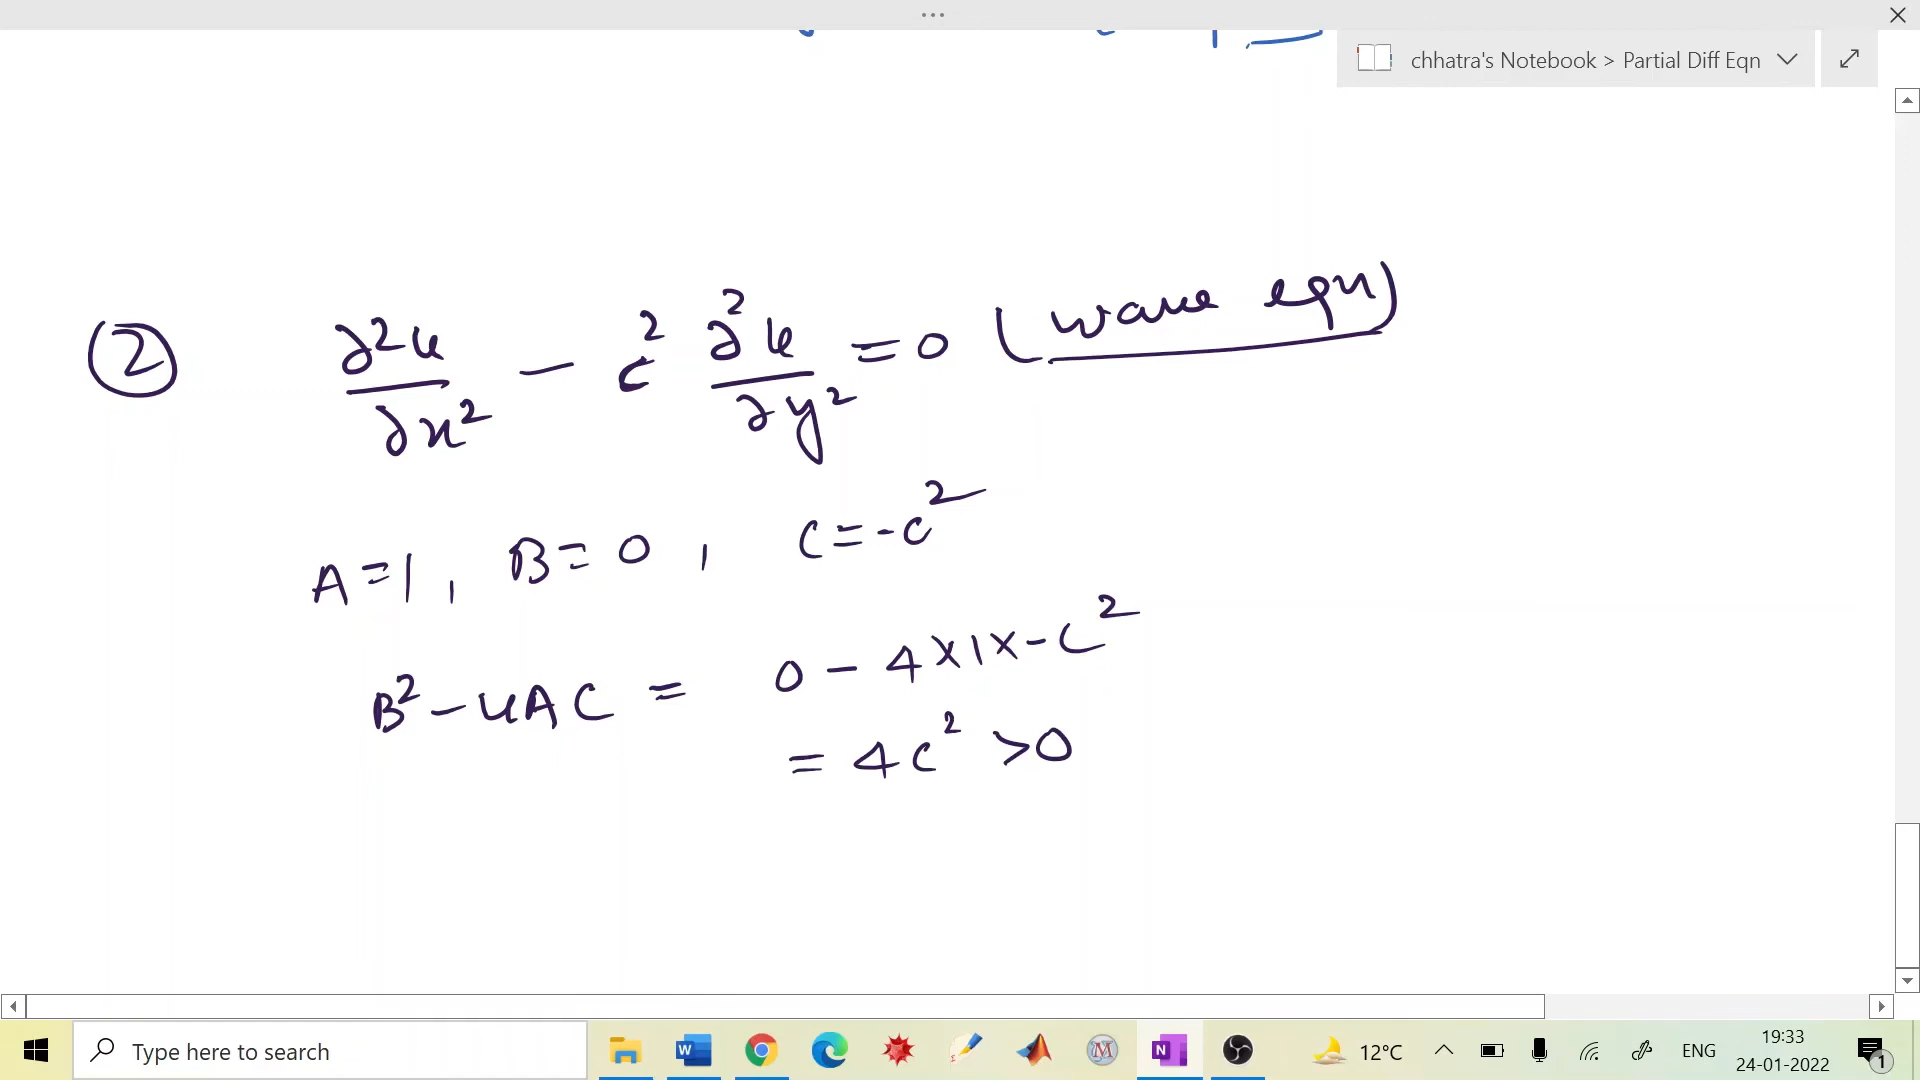 chhatra's Notebook > Partial Diff Eqn
② ∂²u/∂x² − c² ∂²u/∂y² = 0 (wave eqn)
A = 1, B = 0, C = -c²
B² − 4AC = 0 − 4×1×-c²
= 4c² > 0
Type here to search
12°C
ENG
19:33
24-01-2022
1